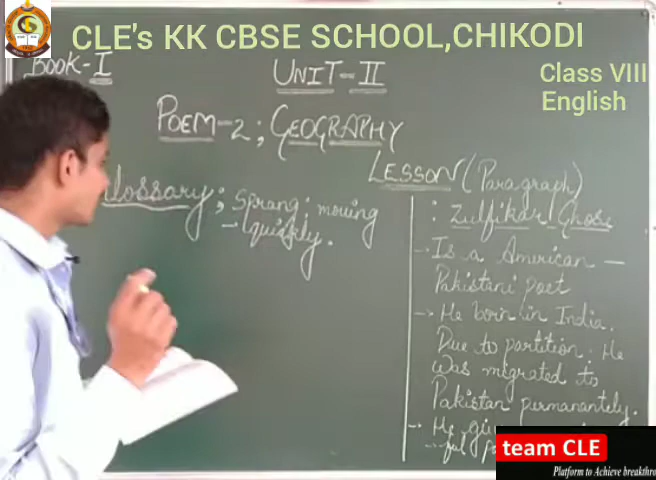 CLE's KK CBSE SCHOOL,CHIKODI
Class VIII
English
BOOK-I
UNIT-II
POEM-2; GEOGRAPHY
LESSON (Paragraph)
lossary; Sprang: moving
- quickly.
: Zulfikar Ghose
- Is a American -
Pakistani poet
- He born in India.
Due to partition. He
was migrated to
Pakistan permanantely.
- He
team CLE
Platform to Achieve